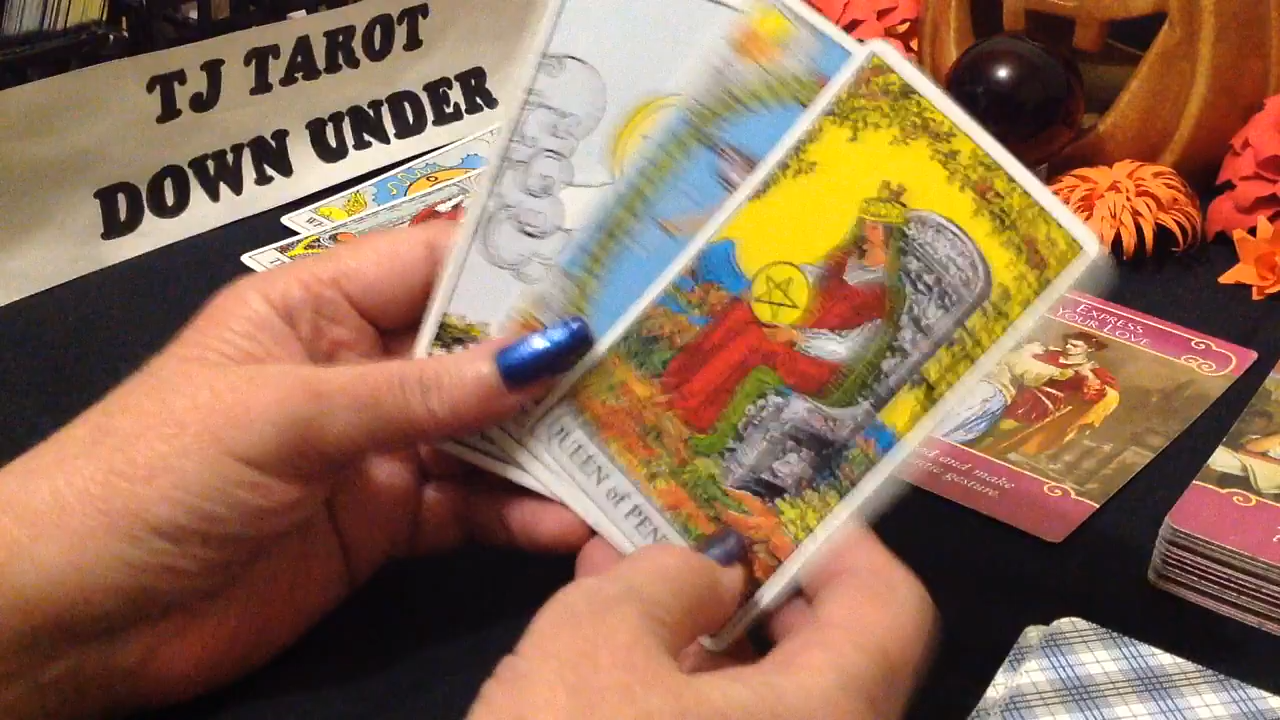 TJ TAROT
DOWN UNDER
QUEEN of PEN
EXPRESS
YOUR LOVE
and make
gesture.